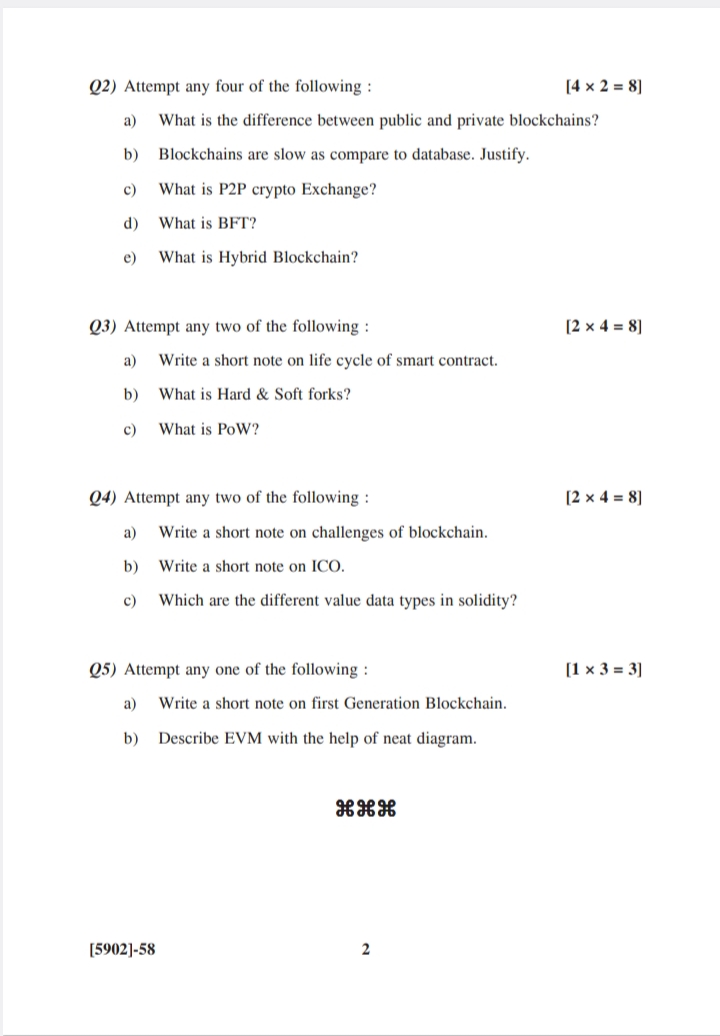 Q2) Attempt any four of the following : [4 × 2 = 8]
a) What is the difference between public and private blockchains?
b) Blockchains are slow as compare to database. Justify.
c) What is P2P crypto Exchange?
d) What is BFT?
e) What is Hybrid Blockchain?
Q3) Attempt any two of the following : [2 × 4 = 8]
a) Write a short note on life cycle of smart contract.
b) What is Hard & Soft forks?
c) What is PoW?
Q4) Attempt any two of the following : [2 × 4 = 8]
a) Write a short note on challenges of blockchain.
b) Write a short note on ICO.
c) Which are the different value data types in solidity?
Q5) Attempt any one of the following : [1 × 3 = 3]
a) Write a short note on first Generation Blockchain.
b) Describe EVM with the help of neat diagram.
⌘⌘⌘
[5902]-58 2